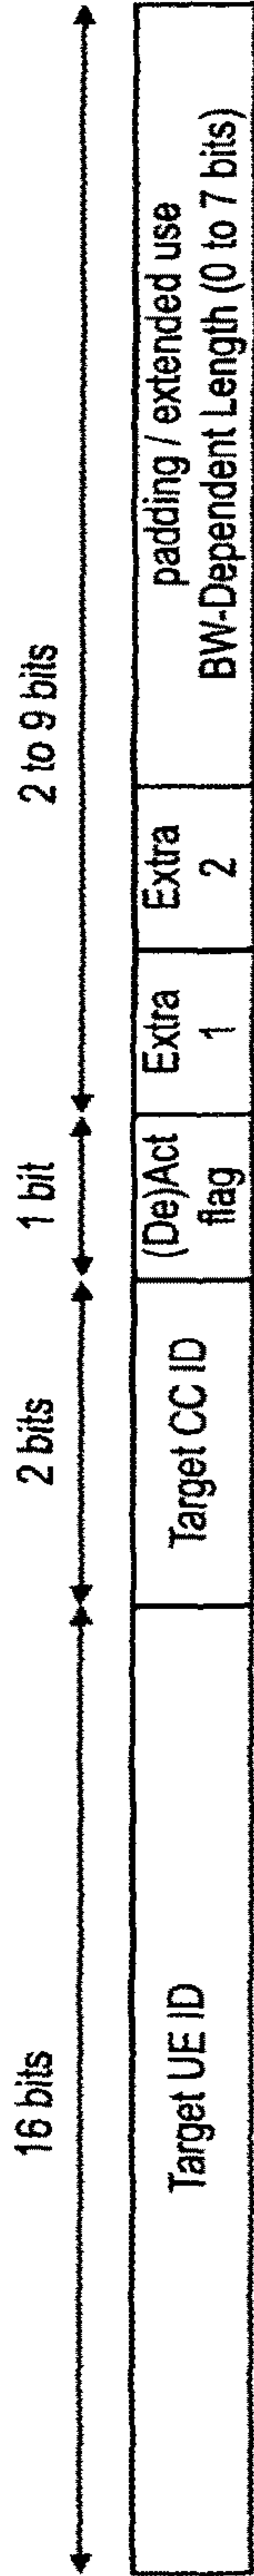 16 bits
2 bits
1 bit
2 to 9 bits
Target UE ID
Target CC ID
(De)Act
flag
Extra
1
Extra
2
padding / extended use
BW-Dependent Length (0 to 7 bits)